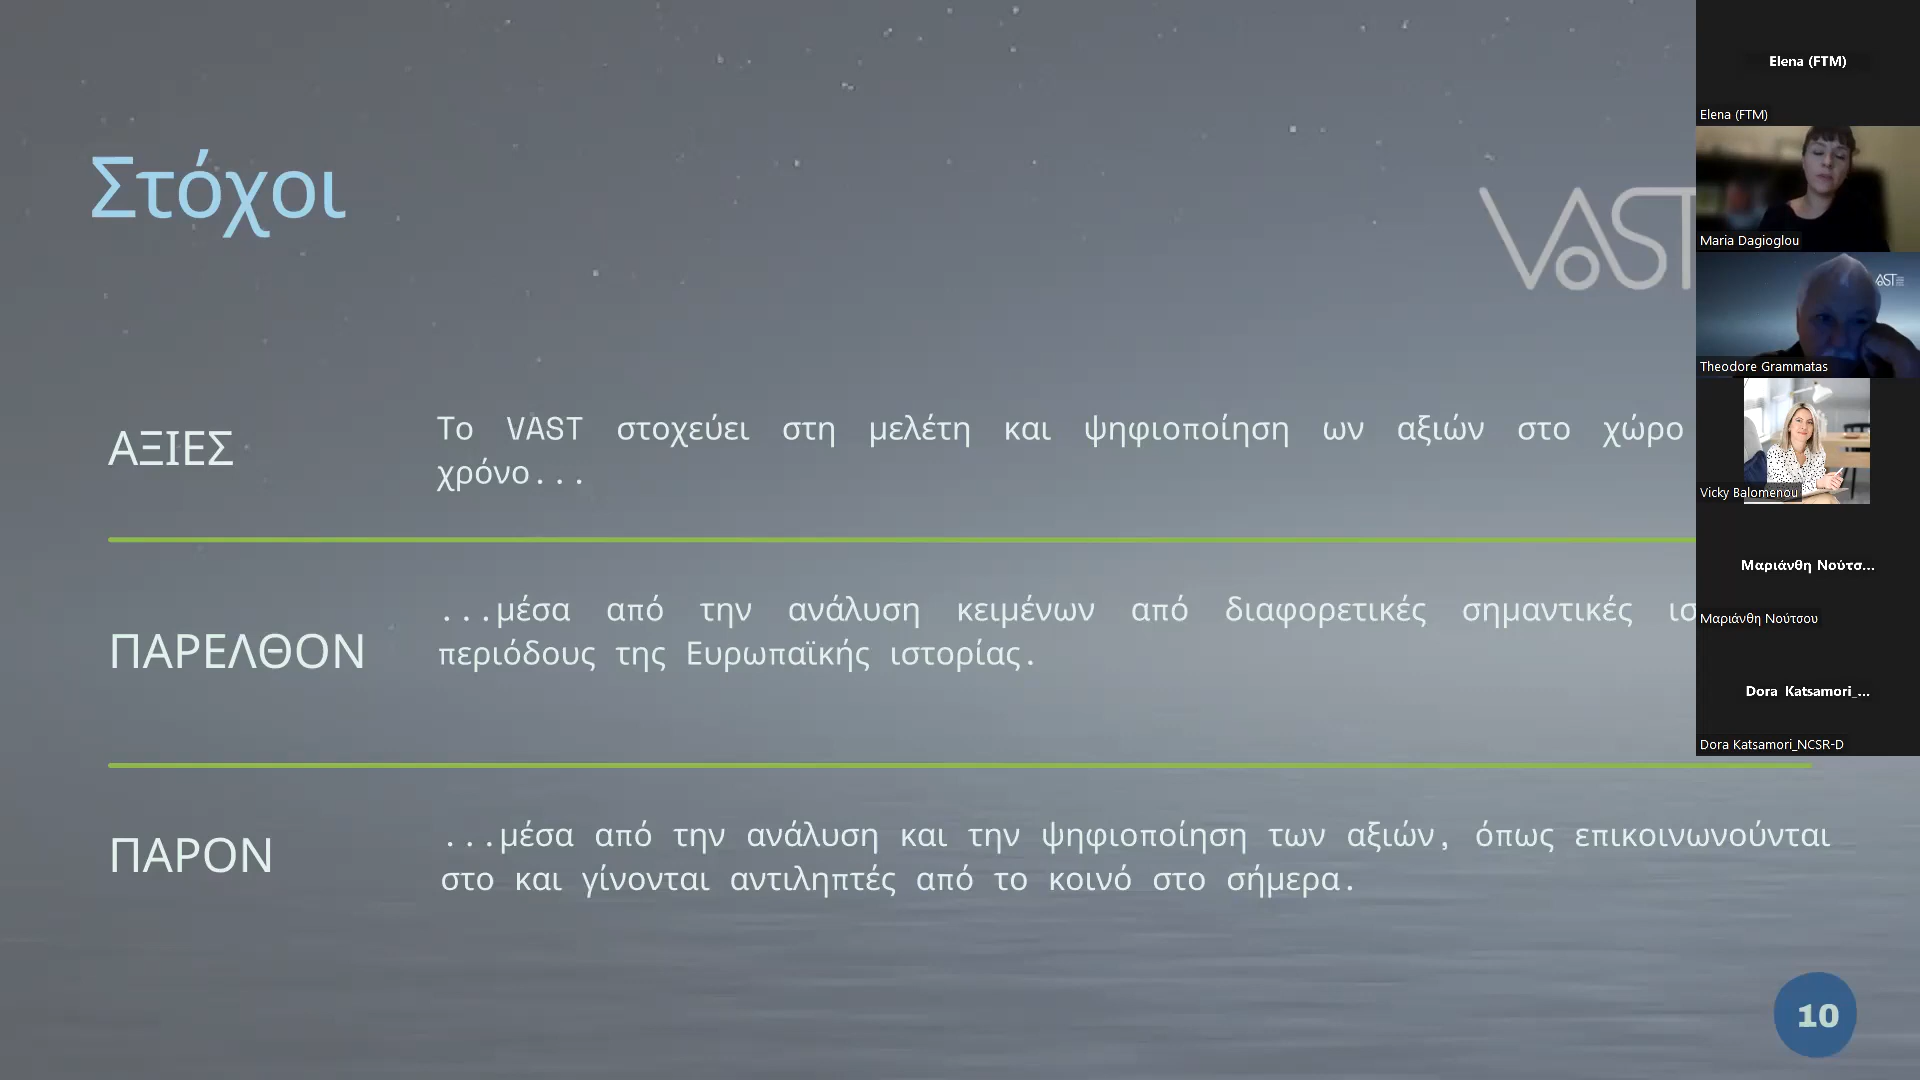 Στόχοι
VAST
ΑΞΙΕΣ
Το VAST στοχεύει στη μελέτη και ψηφιοποίηση ων αξιών στο χώρο
χρόνο...
ΠΑΡΕΛΘΟΝ
...μέσα από την ανάλυση κειμένων από διαφορετικές σημαντικές
περιόδους της Ευρωπαϊκής ιστορίας.
ΠΑΡΟΝ
...μέσα από την ανάλυση και την ψηφιοποίηση των αξιών, όπως επικοινωνούνται
στο και γίνονται αντιληπτές από το κοινό στο σήμερα.
10
Elena (FTM)
Elena (FTM)
Maria Dagioglou
VAST
Theodore Grammatas
Vicky Balomenou
Μαριάνθη Νούτσ...
Μαριάνθη Νούτσου
Dora Katsamori_...
Dora Katsamori_NCSR-D